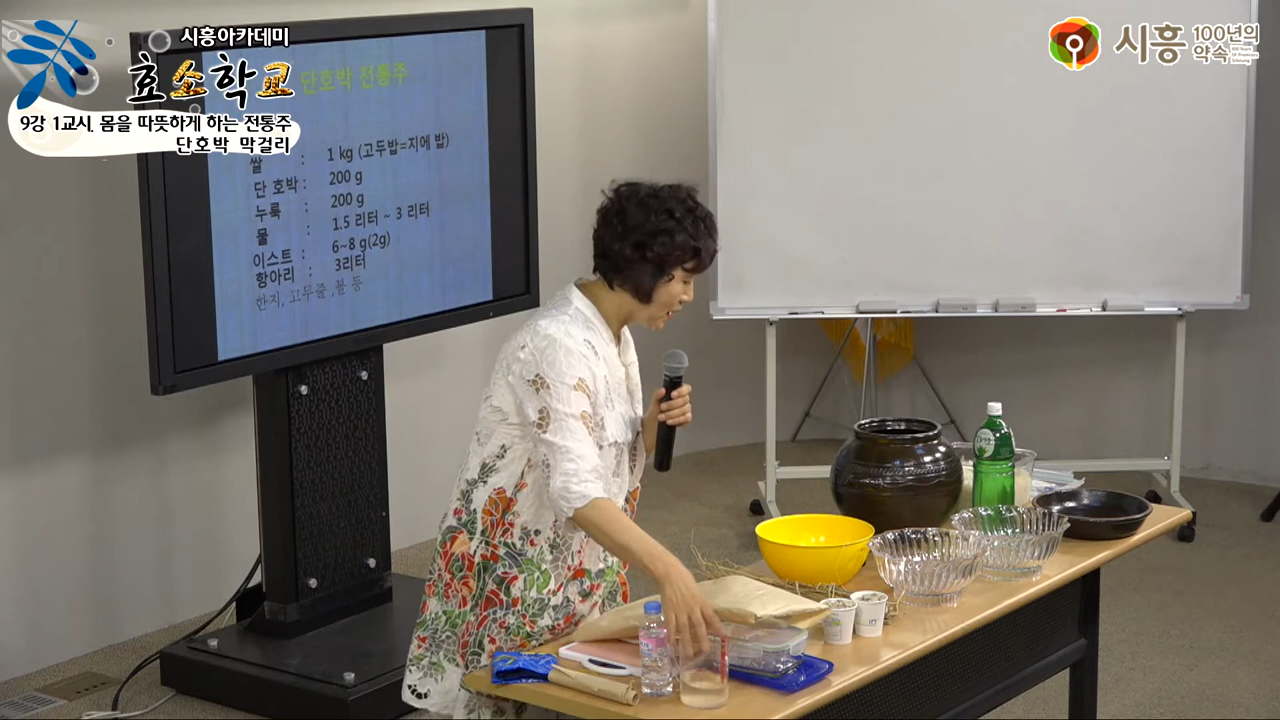 시흥아카데미
효소학교
9강 1교시. 몸을 따뜻하게 하는 전통주
단호박 막걸리
시흥 100년의 약속
단호박 전통주
쌀 : 1 kg (고두밥=지에 밥)
단 호박 : 200 g
누룩 : 200 g
물 : 1.5 리터 ~ 3 리터
이스트 : 6~8 g(2g)
항아리 : 3리터
한지, 고무줄 ,볼 등